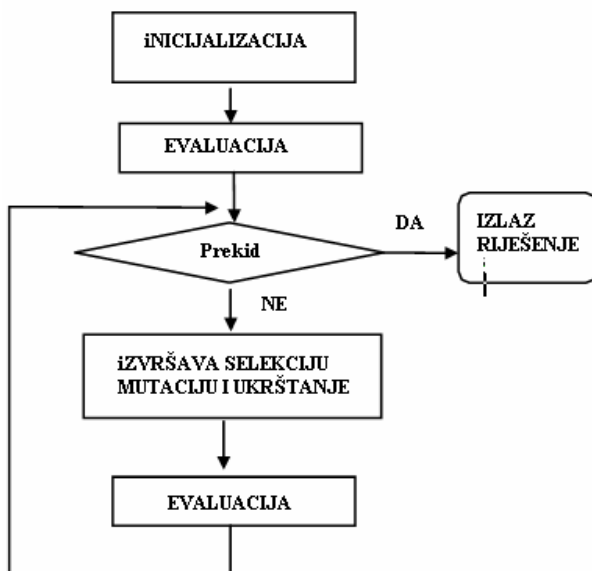 iNICIJALIZACIJA
EVALUACIJA
Prekid
DA
IZLAZ
RIJEŠENJE
NE
iZVRŠAVA SELEKCIJU
MUTACIJU I UKRŠTANJE
EVALUACIJA